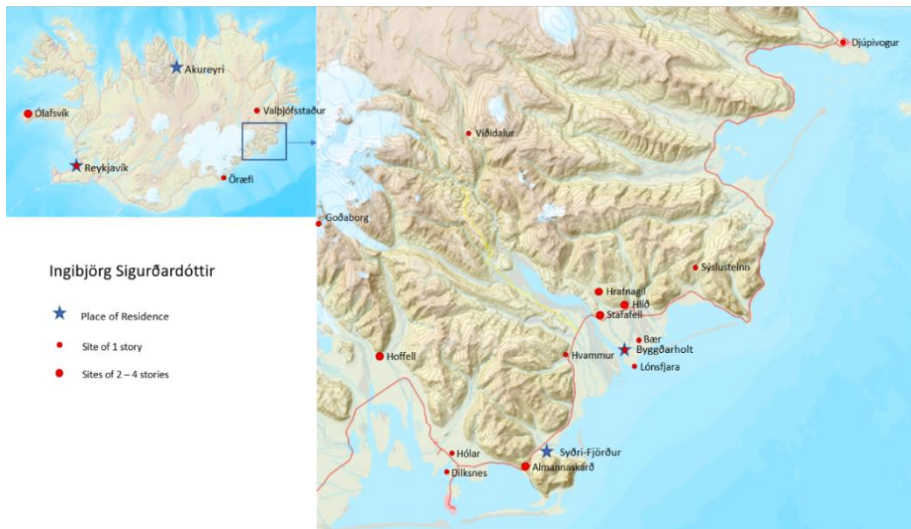 Akureyri
Ólafsvík
Valþjófsstaður
Reykjavík
Öræfi
Djúpivogur
Víðidalur
Goðaborg
Ingibjörg Sigurðardóttir
Place of Residence
Site of 1 story
Sites of 2 – 4 stories
Sýslusteinn
Hrafnagil
Hlíð
Stafafell
Bær
Byggðarholt
Hvammur
Hoffell
Lónsfjara
Syðri-Fjörður
Hólar
Almannaskarð
Dilksnes